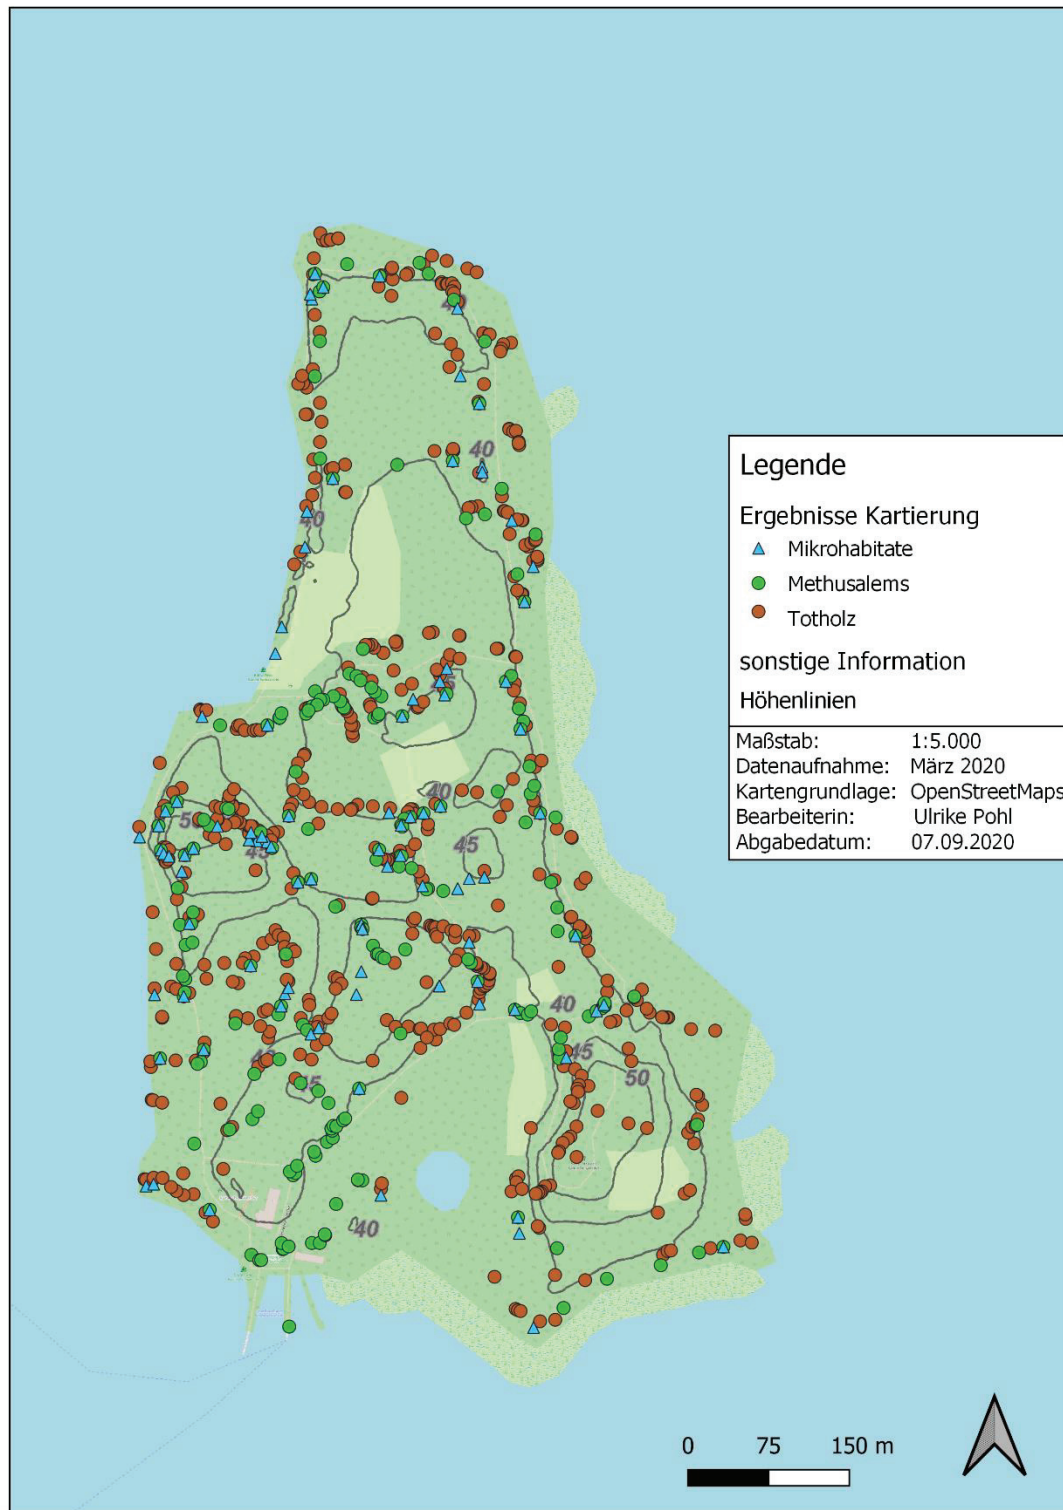 40
40
40
45
40
50
45
45
40
45
50
40
45
40
Legende
Ergebnisse Kartierung
Mikrohabitate
Methusalems
Totholz
sonstige Information
Höhenlinien
Maßstab: 1:5.000
Datenaufnahme: März 2020
Kartengrundlage: OpenStreetMaps
Bearbeiterin: Ulrike Pohl
Abgabedatum: 07.09.2020
0 75 150 m